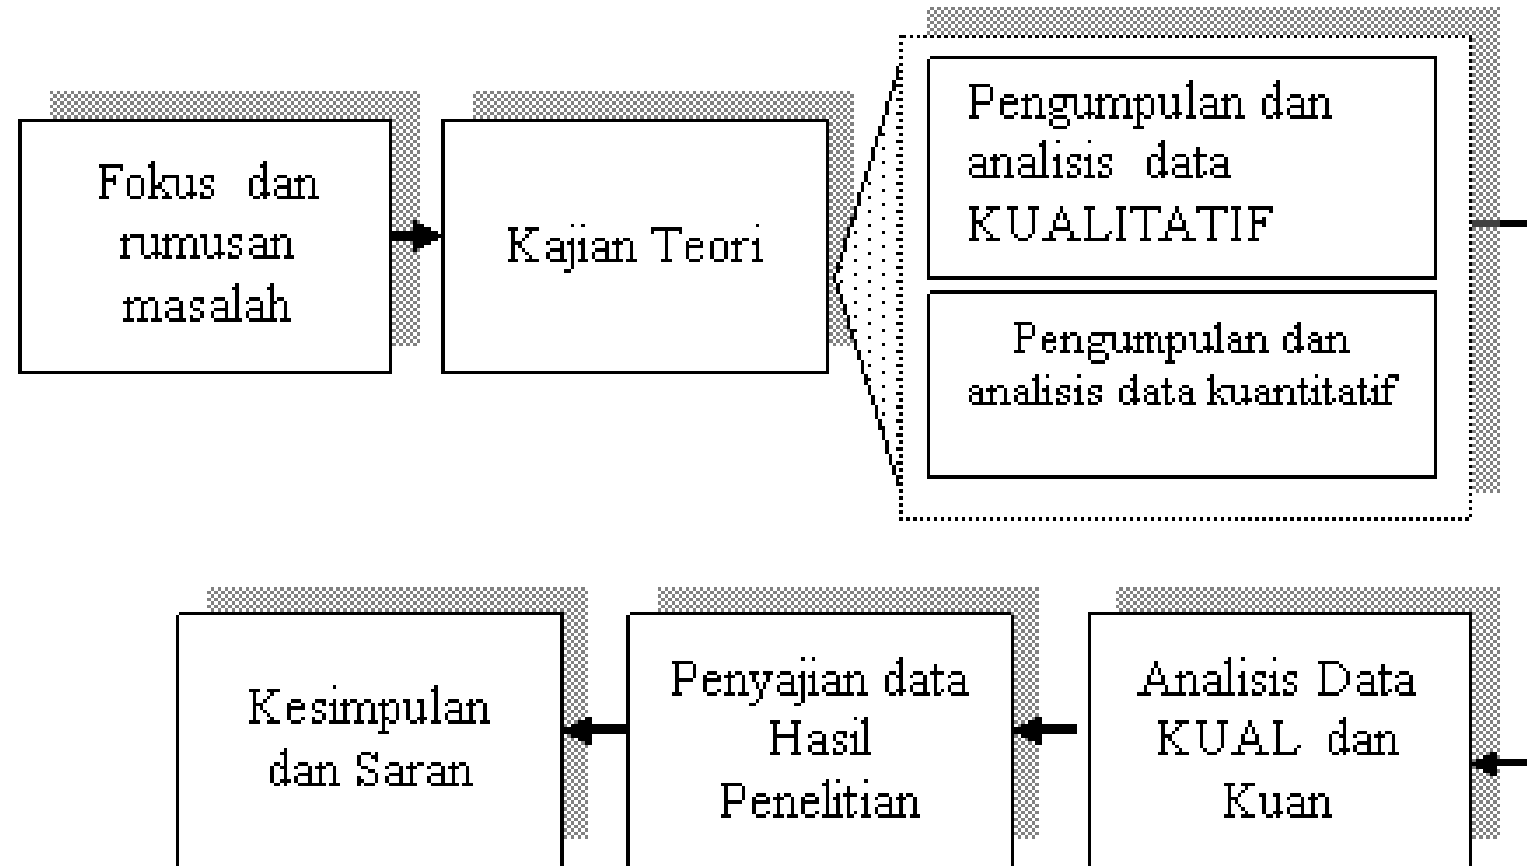 Fokus dan
rumusan
masalah
Kajian Teori
Pengumpulan dan
analisis data
KUALITATIF
Pengumpulan dan
analisis data kuantitatif
Analisis Data
KUAL dan
Kuan
Penyajian data
Hasil
Penelitian
Kesimpulan
dan Saran